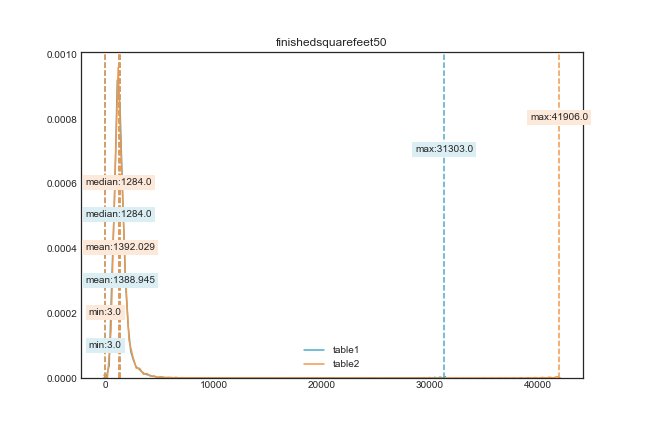 finishedsquarefeet50
0.0010
0.0008
0.0006
0.0004
0.0002
0.0000
max:41906.0
max:31303.0
median:1284.0
median:1284.0
mean:1392.029
mean:1388.945
min:3.0
min:3.0
table1
table2
0
10000
20000
30000
40000